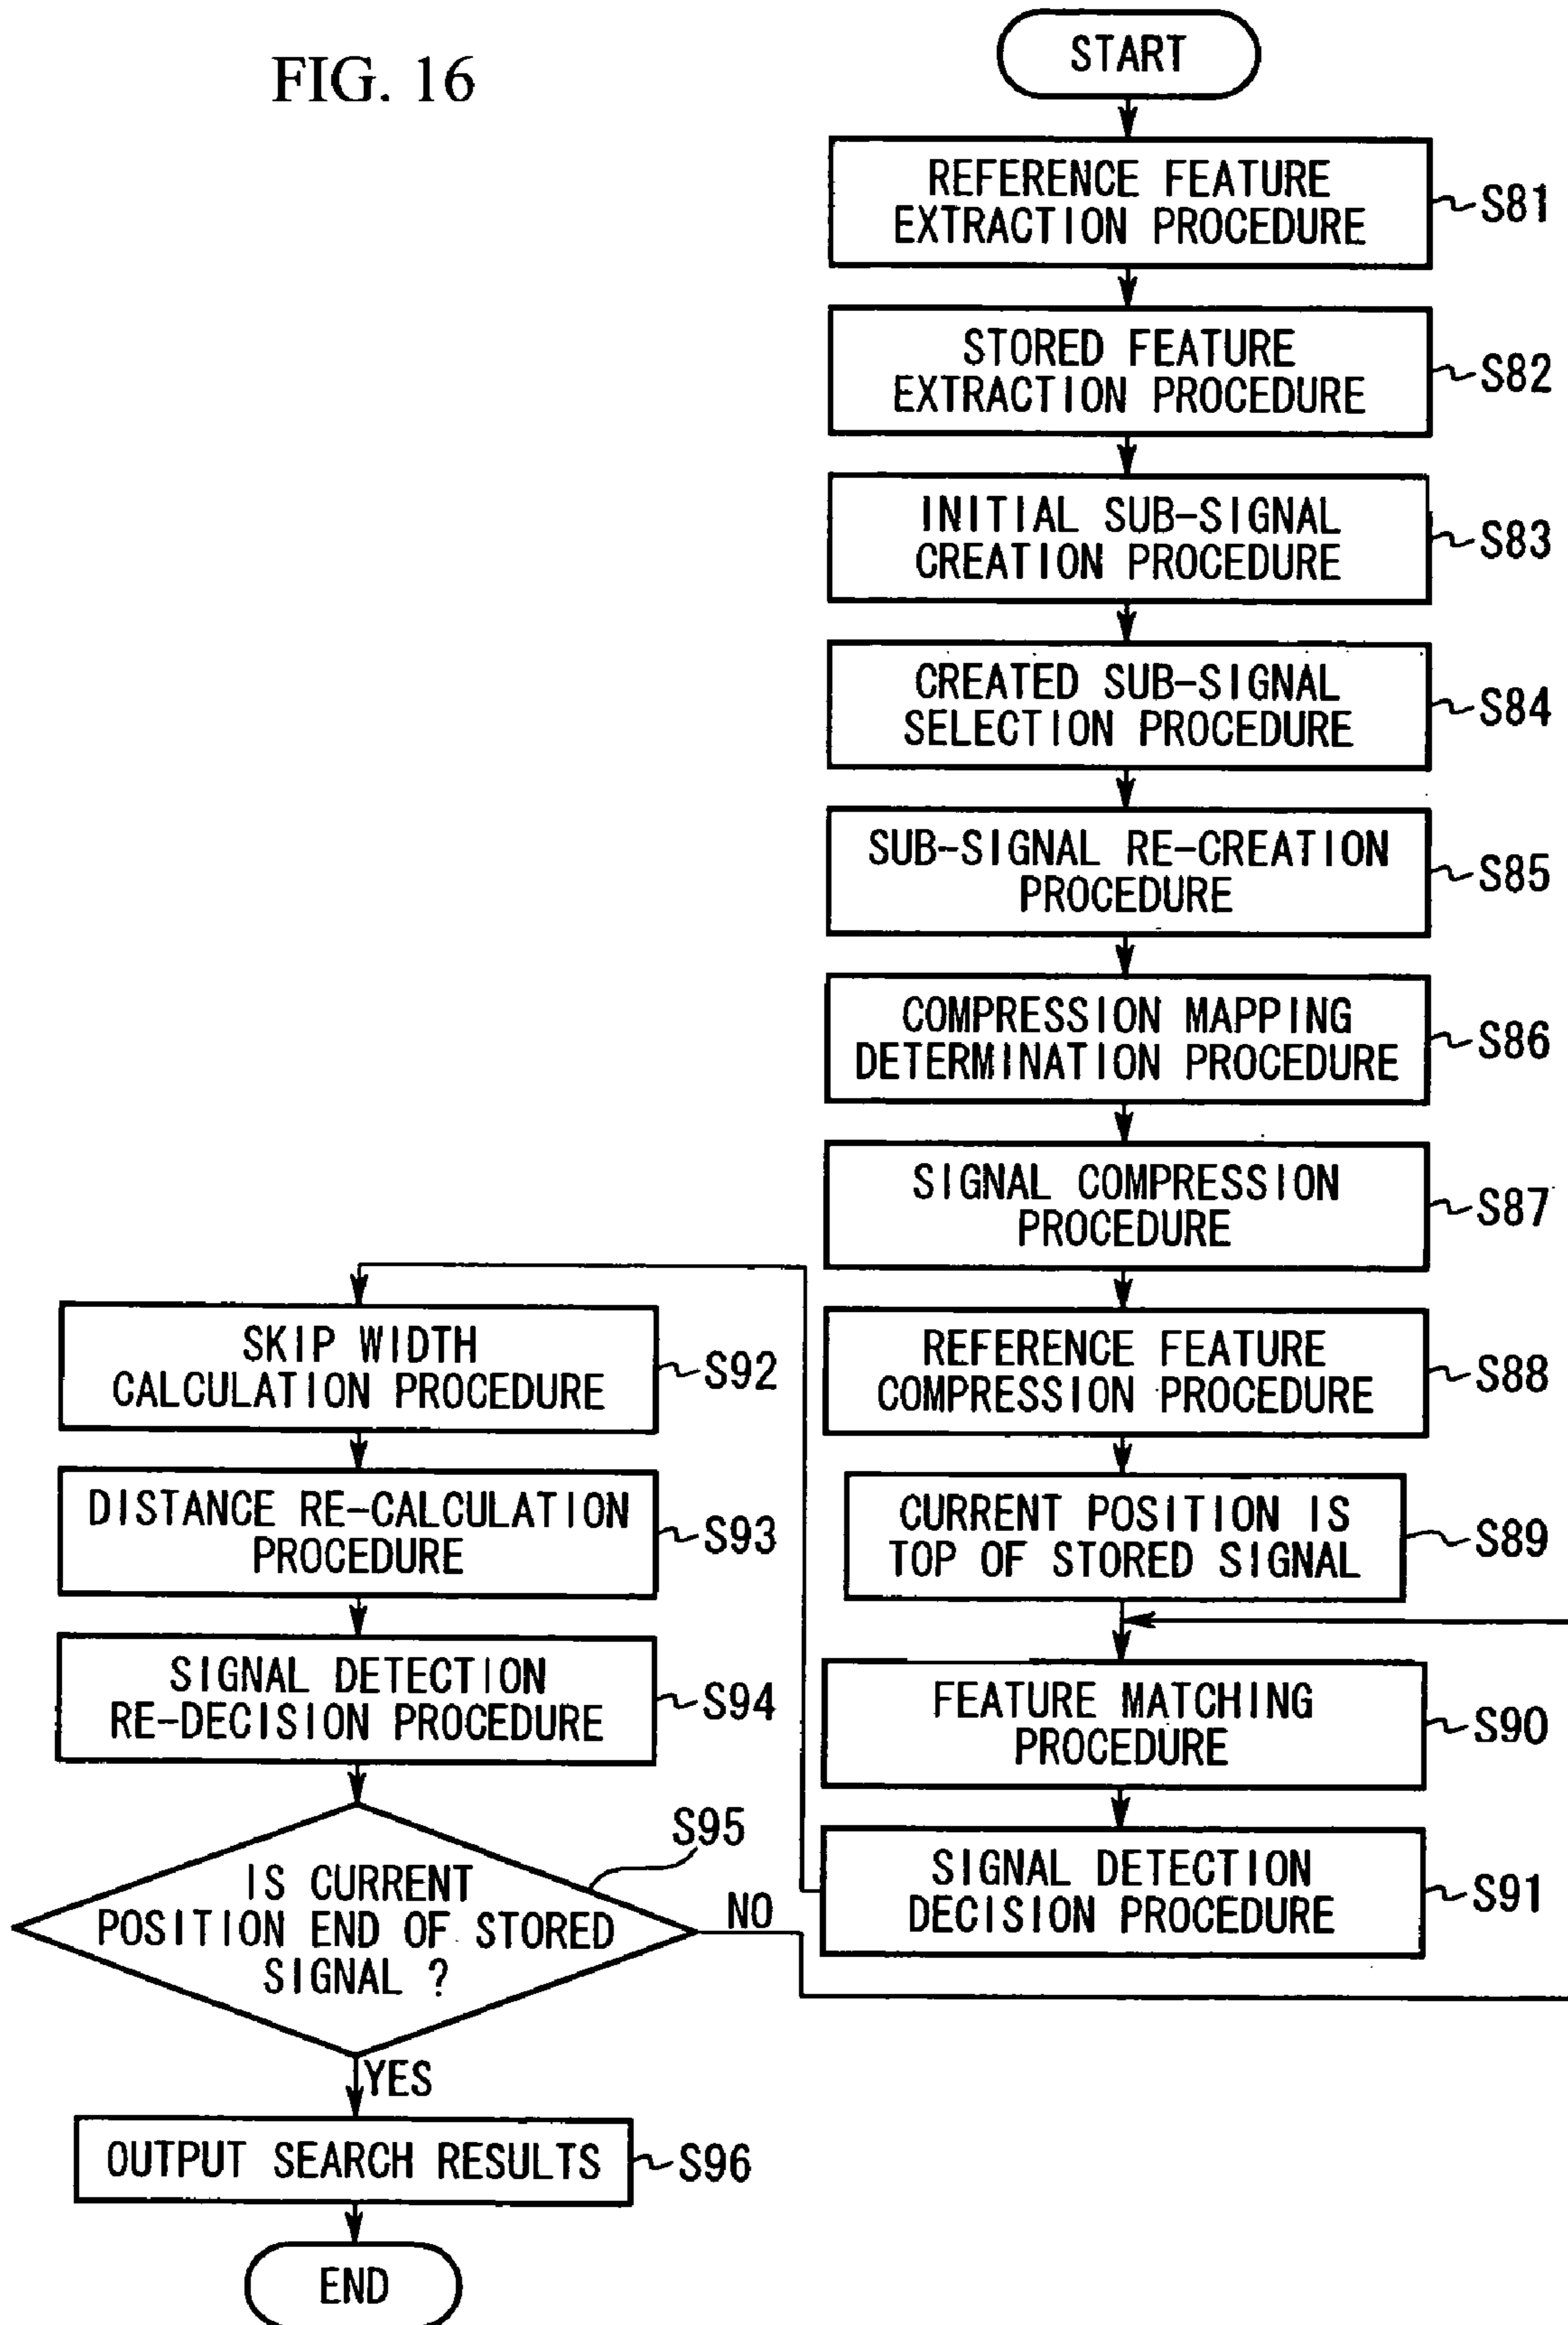 FIG. 16
START
REFERENCE FEATURE
EXTRACTION PROCEDURE
S81
STORED FEATURE
EXTRACTION PROCEDURE
S82
INITIAL SUB-SIGNAL
CREATION PROCEDURE
S83
CREATED SUB-SIGNAL
SELECTION PROCEDURE
S84
SUB-SIGNAL RE-CREATION
PROCEDURE
S85
COMPRESSION MAPPING
DETERMINATION PROCEDURE
S86
SIGNAL COMPRESSION
PROCEDURE
S87
REFERENCE FEATURE
COMPRESSION PROCEDURE
S88
CURRENT POSITION IS
TOP OF STORED SIGNAL
S89
FEATURE MATCHING
PROCEDURE
S90
SIGNAL DETECTION
DECISION PROCEDURE
S91
SKIP WIDTH
CALCULATION PROCEDURE
S92
DISTANCE RE-CALCULATION
PROCEDURE
S93
SIGNAL DETECTION
RE-DECISION PROCEDURE
S94
S95
IS CURRENT
POSITION END OF STORED
SIGNAL ?
NO
YES
OUTPUT SEARCH RESULTS
S96
END